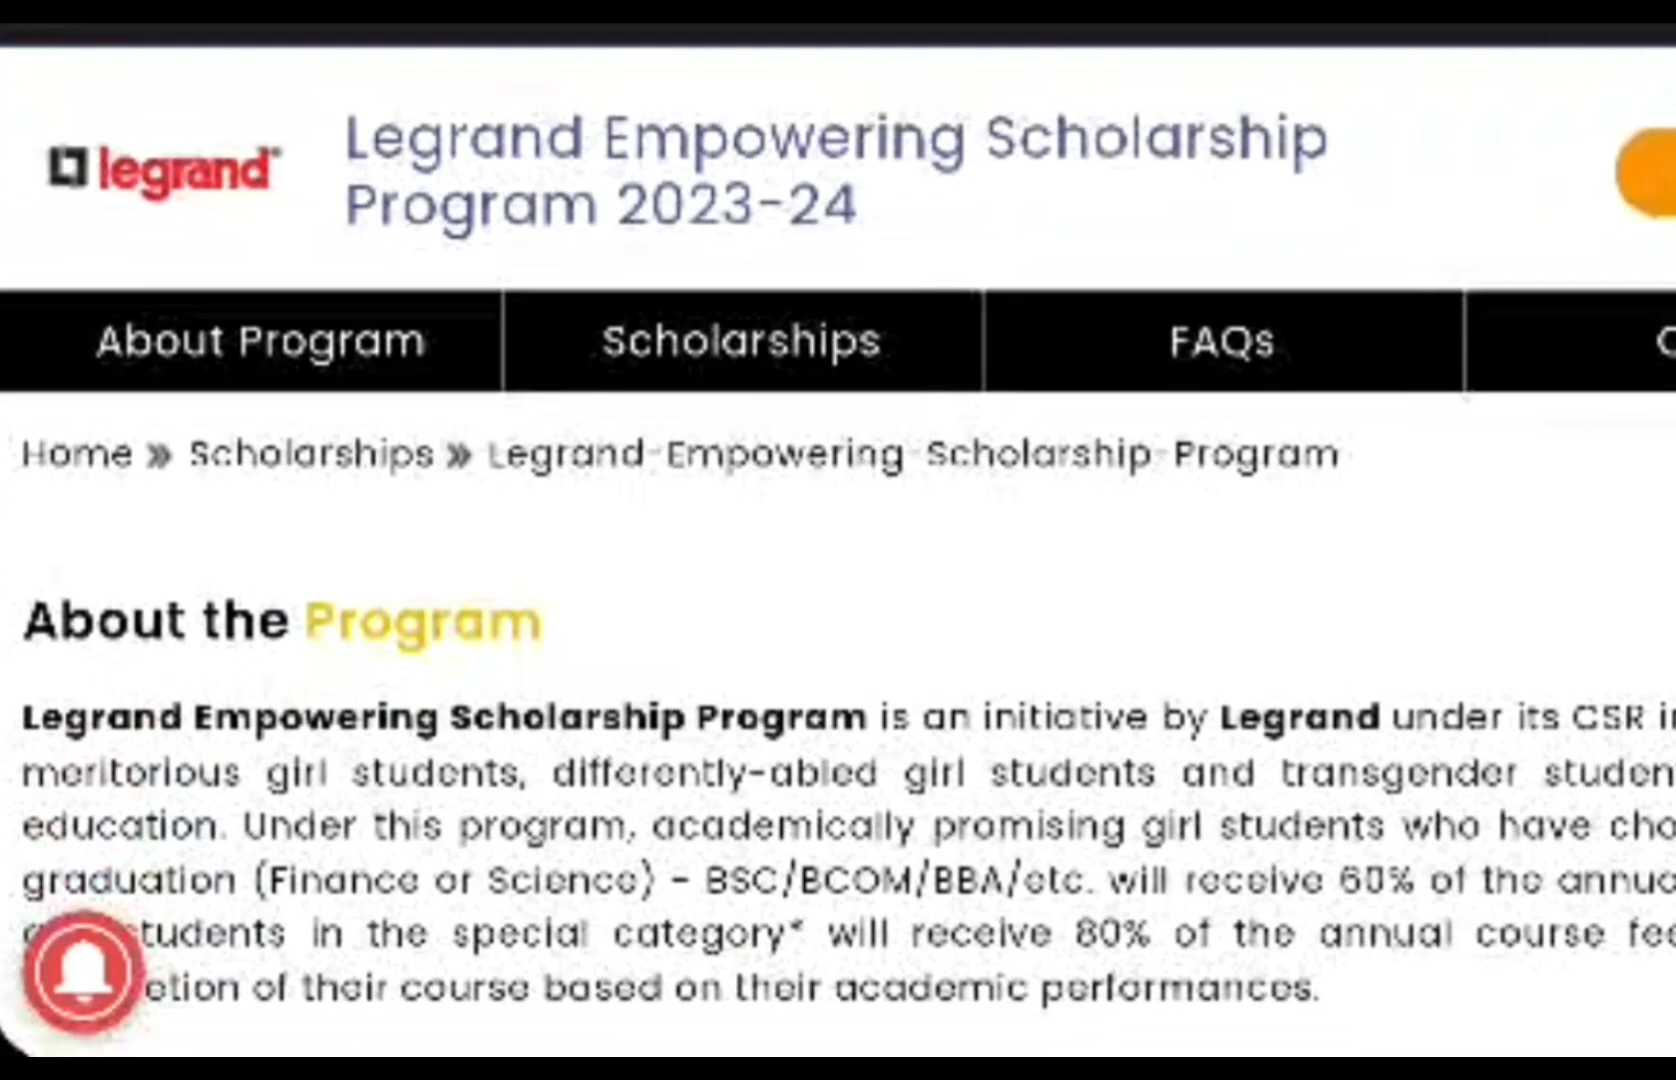 legrand
Legrand Empowering Scholarship
Program 2023-24
About Program
Scholarships
FAQs
Home » Scholarships » Legrand-Empowering-Scholarship-Program
About the Program
Legrand Empowering Scholarship Program is an initiative by Legrand under its CSR
meritorious girl students, differently-abled girl students and transgender studen
education. Under this program, academically promising girl students who have cho
graduation (Finance or Science) - BSC/BCOM/BBA/etc. will receive 60% of the annua
tudents in the special category* will receive 80% of the annual course fee
etion of their course based on their academic performances.